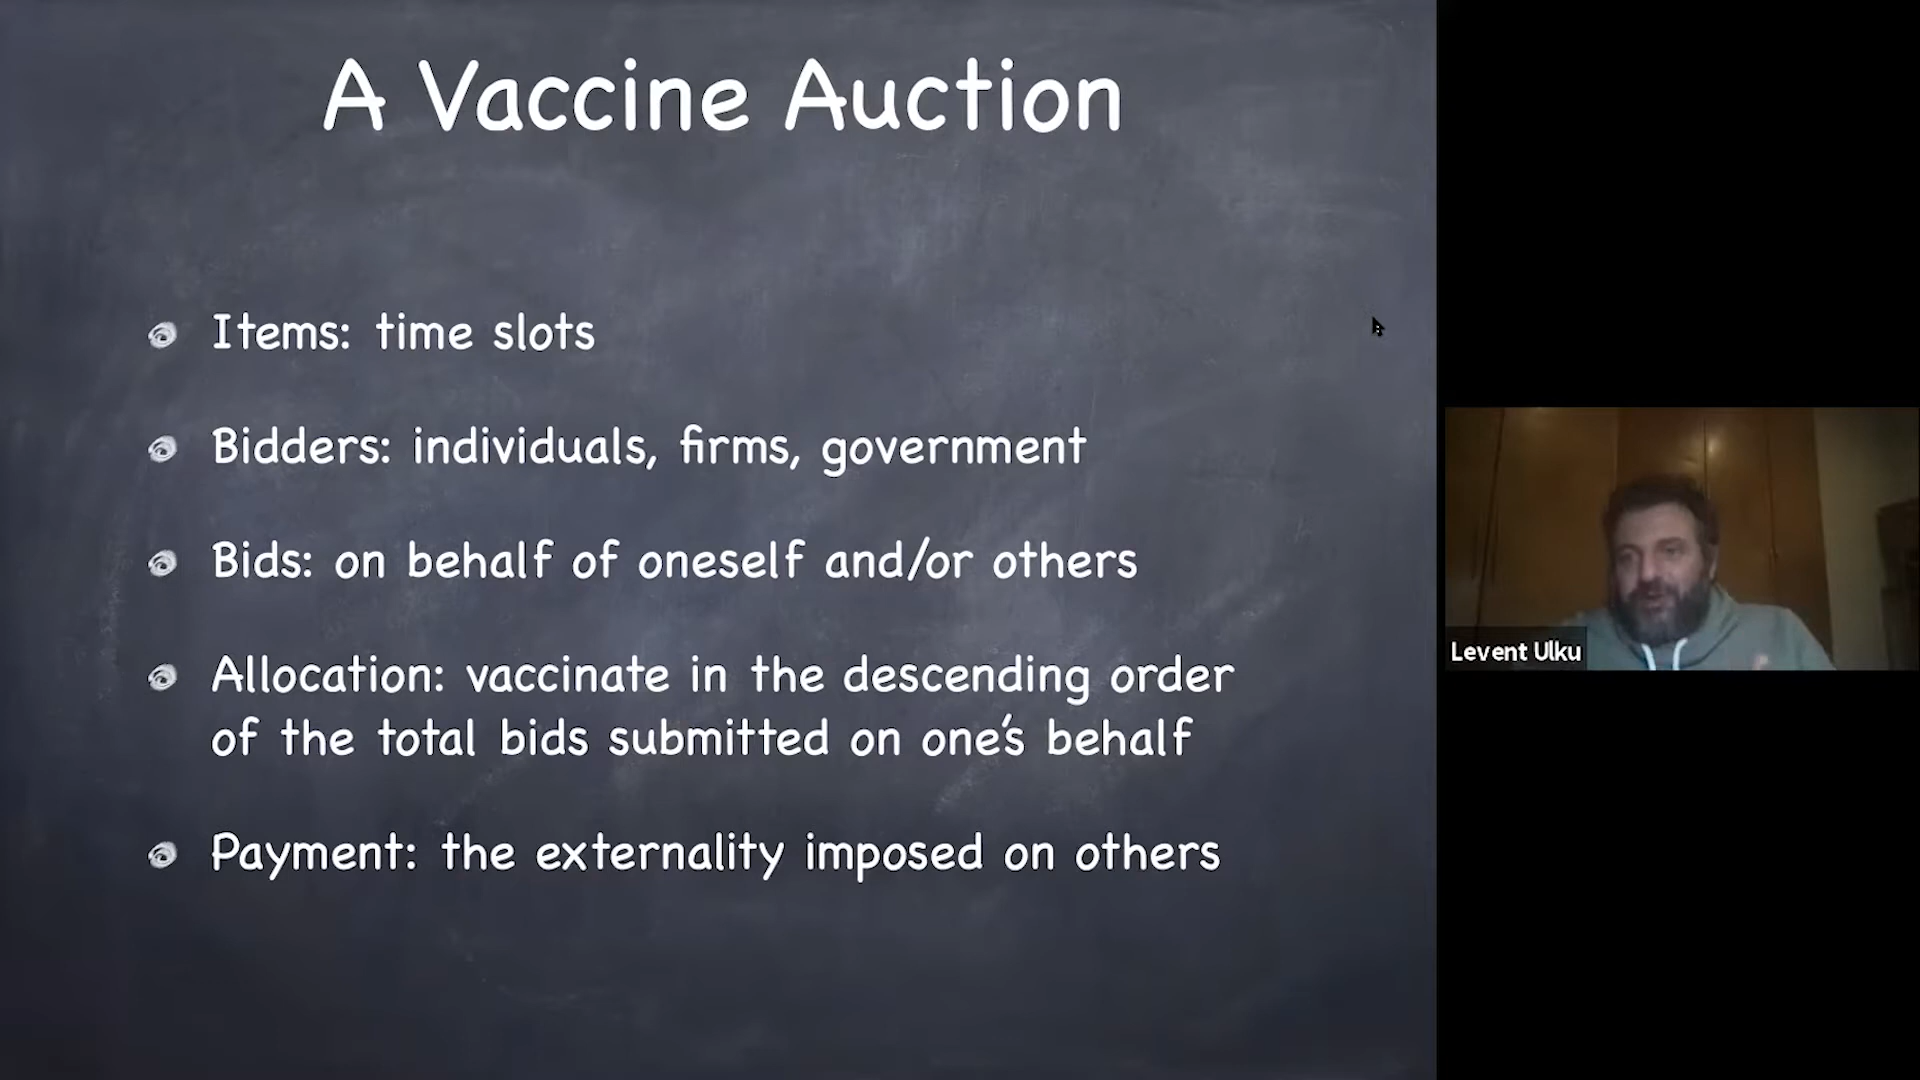 A Vaccine Auction
Items: time slots
Bidders: individuals, firms, government
Bids: on behalf of oneself and/or others
Allocation: vaccinate in the descending order
of the total bids submitted on one's behalf
Payment: the externality imposed on others
Levent Ulku